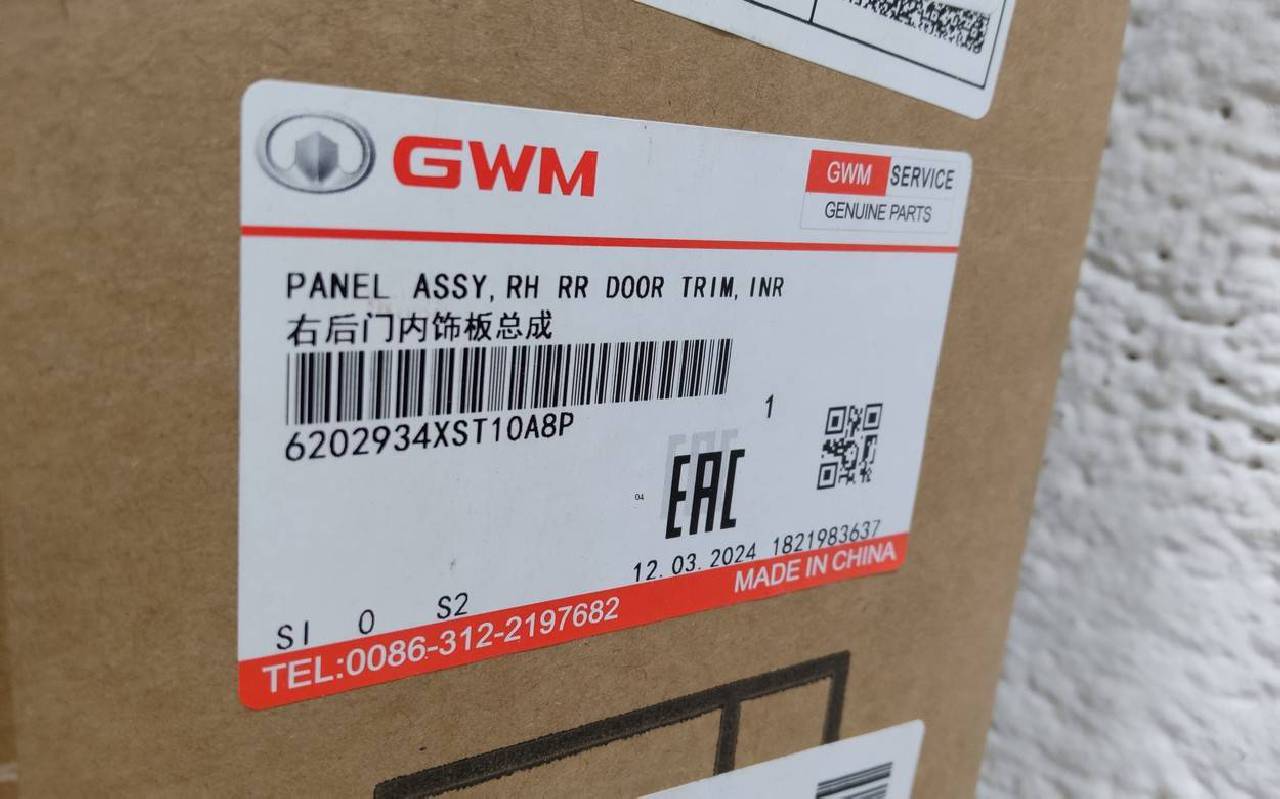 GWM
GWM SERVICE
GENUINE PARTS
PANEL ASSY,RH RR DOOR TRIM,INR
右后门内饰板总成
6202934XST10A8P
1
04
EAC
12.03.2024 1821983637
SI 0 S2
MADE IN CHINA
TEL:0086-312-2197682